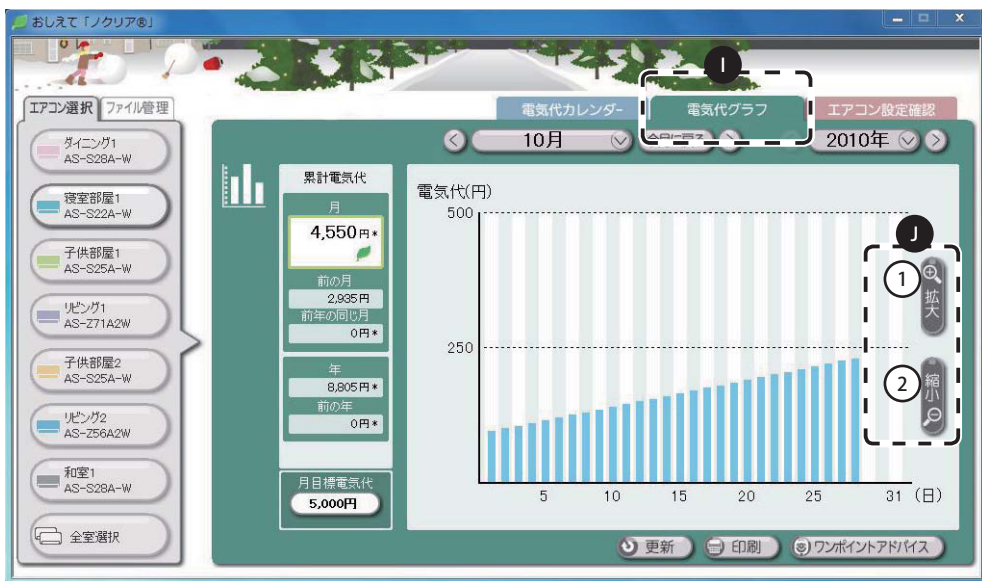 おしえて「ノクリア®」
エアコン選択 ファイル管理
I
電気代カレンダー 電気代グラフ エアコン設定確認
10月 2010年
ダイニング1
AS-S28A-W
寝室部屋1
AS-S22A-W
子供部屋1
AS-S25A-W
リビング1
AS-Z71A2W
子供部屋2
AS-S25A-W
リビング2
AS-Z56A2W
和室1
AS-S28A-W
全室選択
累計電気代
月
4,550円*
前の月
2,935円
前年の同じ月
0円*
年
8,805円*
前の年
0円*
月目標電気代
5,000円
電気代(円)
500
250
5 10 15 20 25 31 (日)
J
1
拡大
2
縮小
更新 印刷 ワンポイントアドバイス